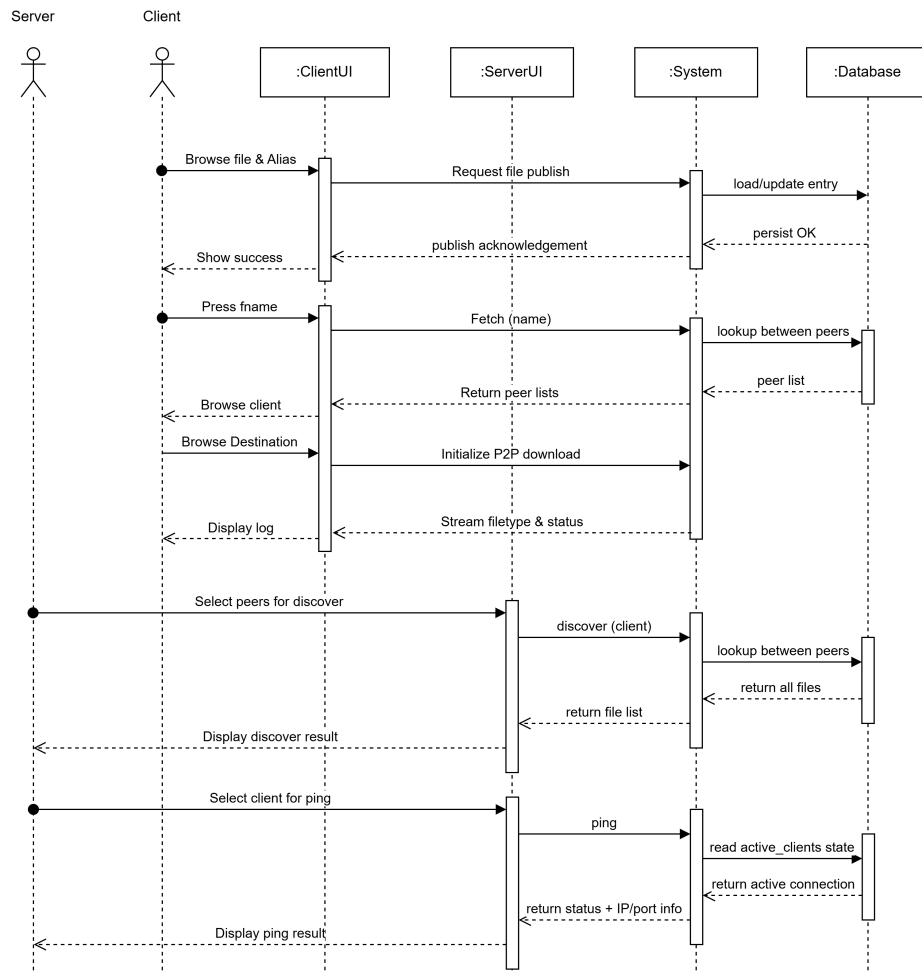 Server
Client
:ClientUI
:ServerUI
:System
:Database
Browse file & Alias
Request file publish
load/update entry
persist OK
publish acknowledgement
Show success
Press fname
Fetch (name)
lookup between peers
peer list
Return peer lists
Browse client
Browse Destination
Initialize P2P download
Stream filetype & status
Display log
Select peers for discover
discover (client)
lookup between peers
return all files
return file list
Display discover result
Select client for ping
ping
read active_clients state
return active connection
return status + IP/port info
Display ping result